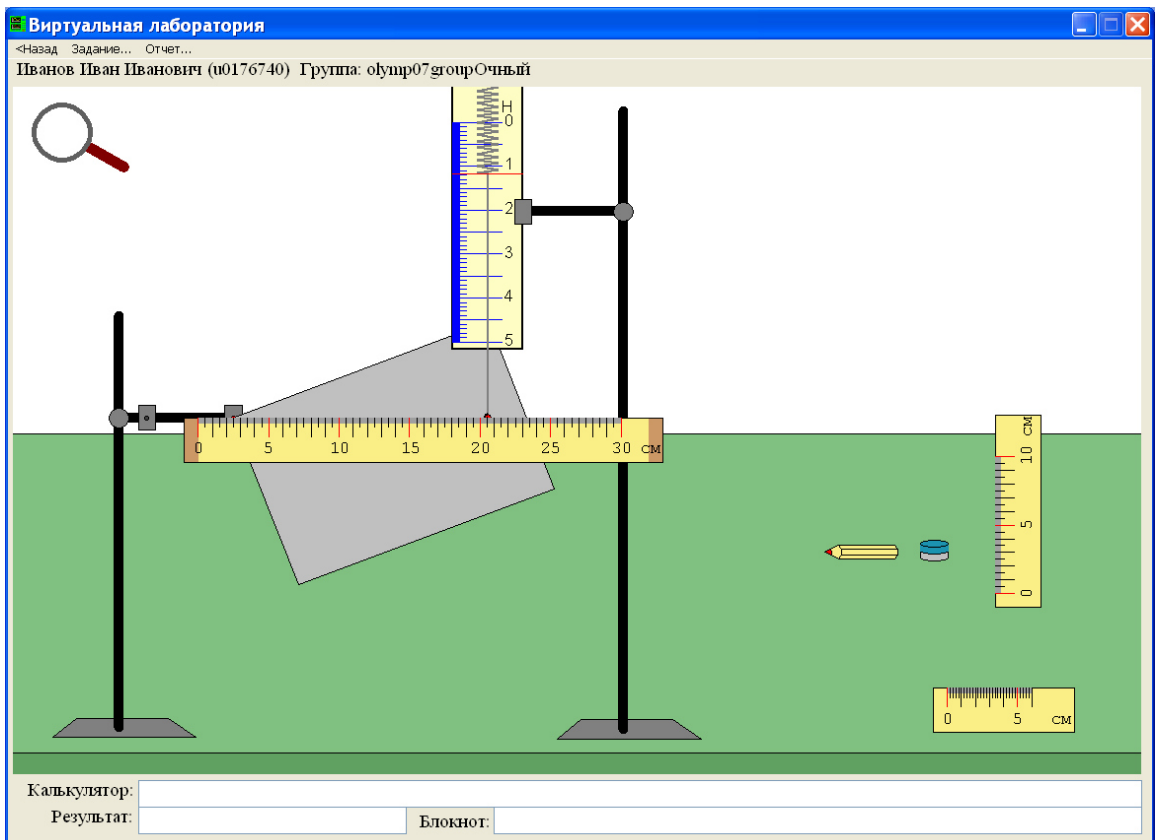 Виртуальная лаборатория
<Назад Задание... Отчет...
Иванов Иван Иванович (u0176740) Группа: olymp07groupОчный
Н
0
1
2
3
4
5
0 5 10 15 20 25 30 см
см
10
5
0
0 5 см
Калькулятор:
Результат: Блокнот: